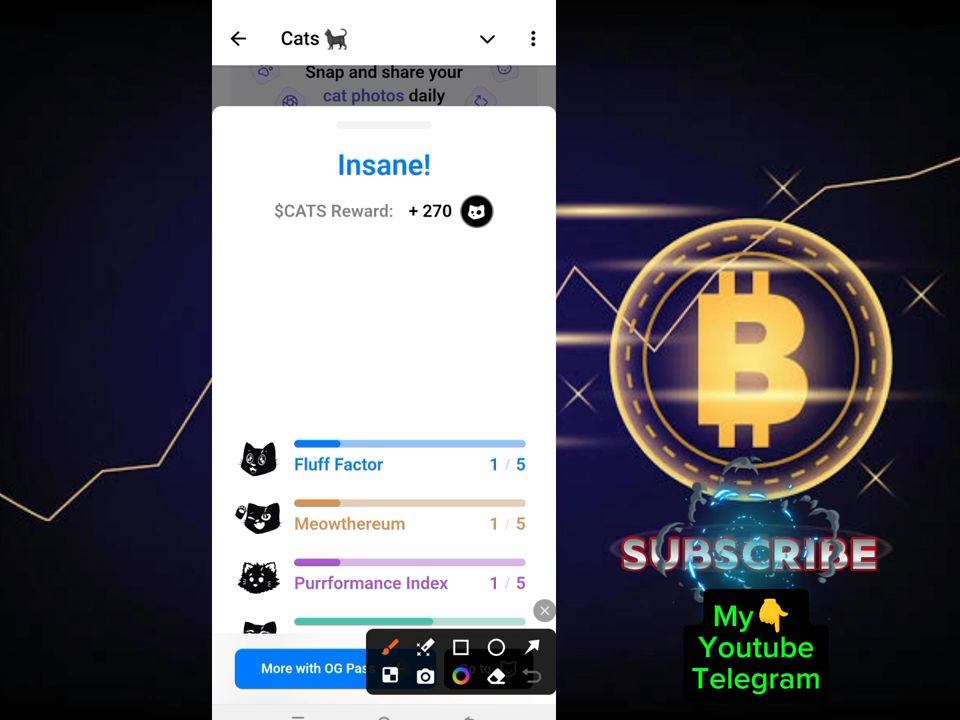 Cats 🐈‍⬛
Snap and share your
cat photos daily
Insane!
$CATS Reward: + 270
Fluff Factor 1 / 5
Meowthereum 1 / 5
Purrformance Index 1 / 5
More with OG Pas
SUBSCRIBE
My👇
Youtube
Telegram